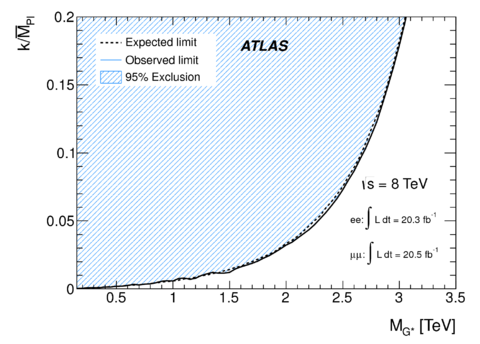 k/M̅Pl
0.2
0.15
0.1
0.05
0
Expected limit
Observed limit
95% Exclusion
ATLAS
√s = 8 TeV
ee: ∫ L dt = 20.3 fb⁻¹
μμ: ∫ L dt = 20.5 fb⁻¹
0.5 1 1.5 2 2.5 3 3.5
M_G* [TeV]